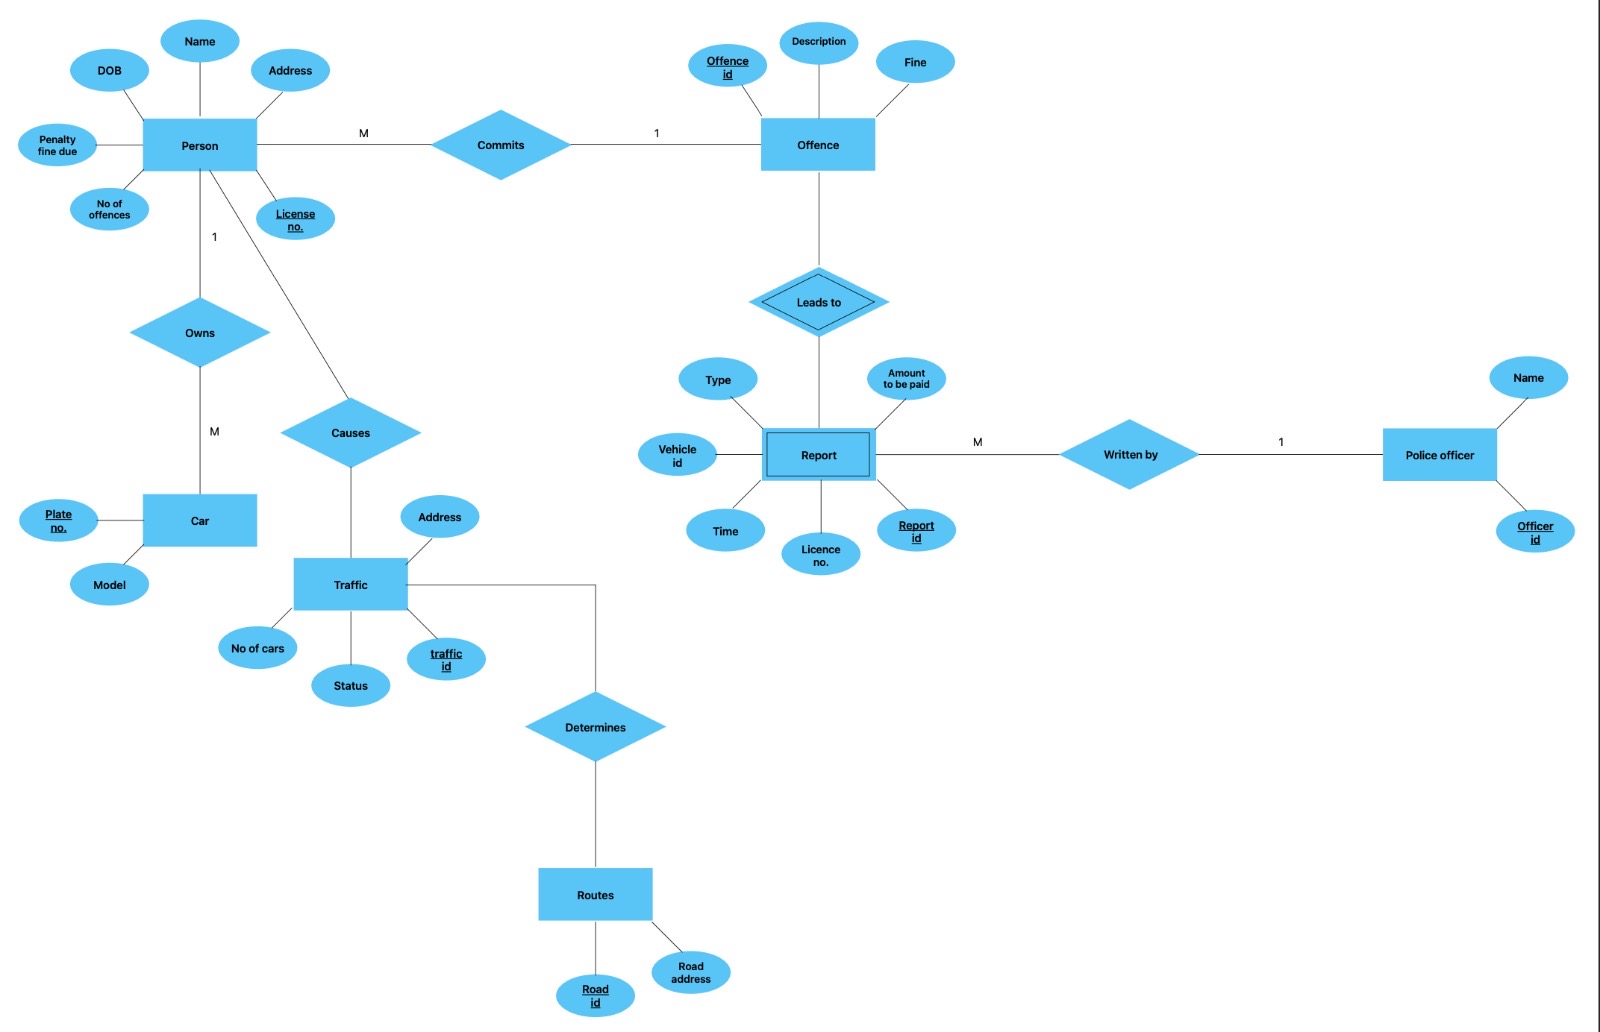 Name
DOB
Address
Penalty
fine due
Person
No of
offences
License
no.
M
Commits
1
Offence
id
Description
Fine
Offence
1
Owns
M
Causes
Leads to
Type
Amount
to be paid
Vehicle
id
Report
Time
Licence
no.
Report
id
M
Written by
1
Name
Police officer
Officer
id
Plate
no.
Car
Model
Address
Traffic
No of cars
Status
traffic
id
Determines
Routes
Road
id
Road
address